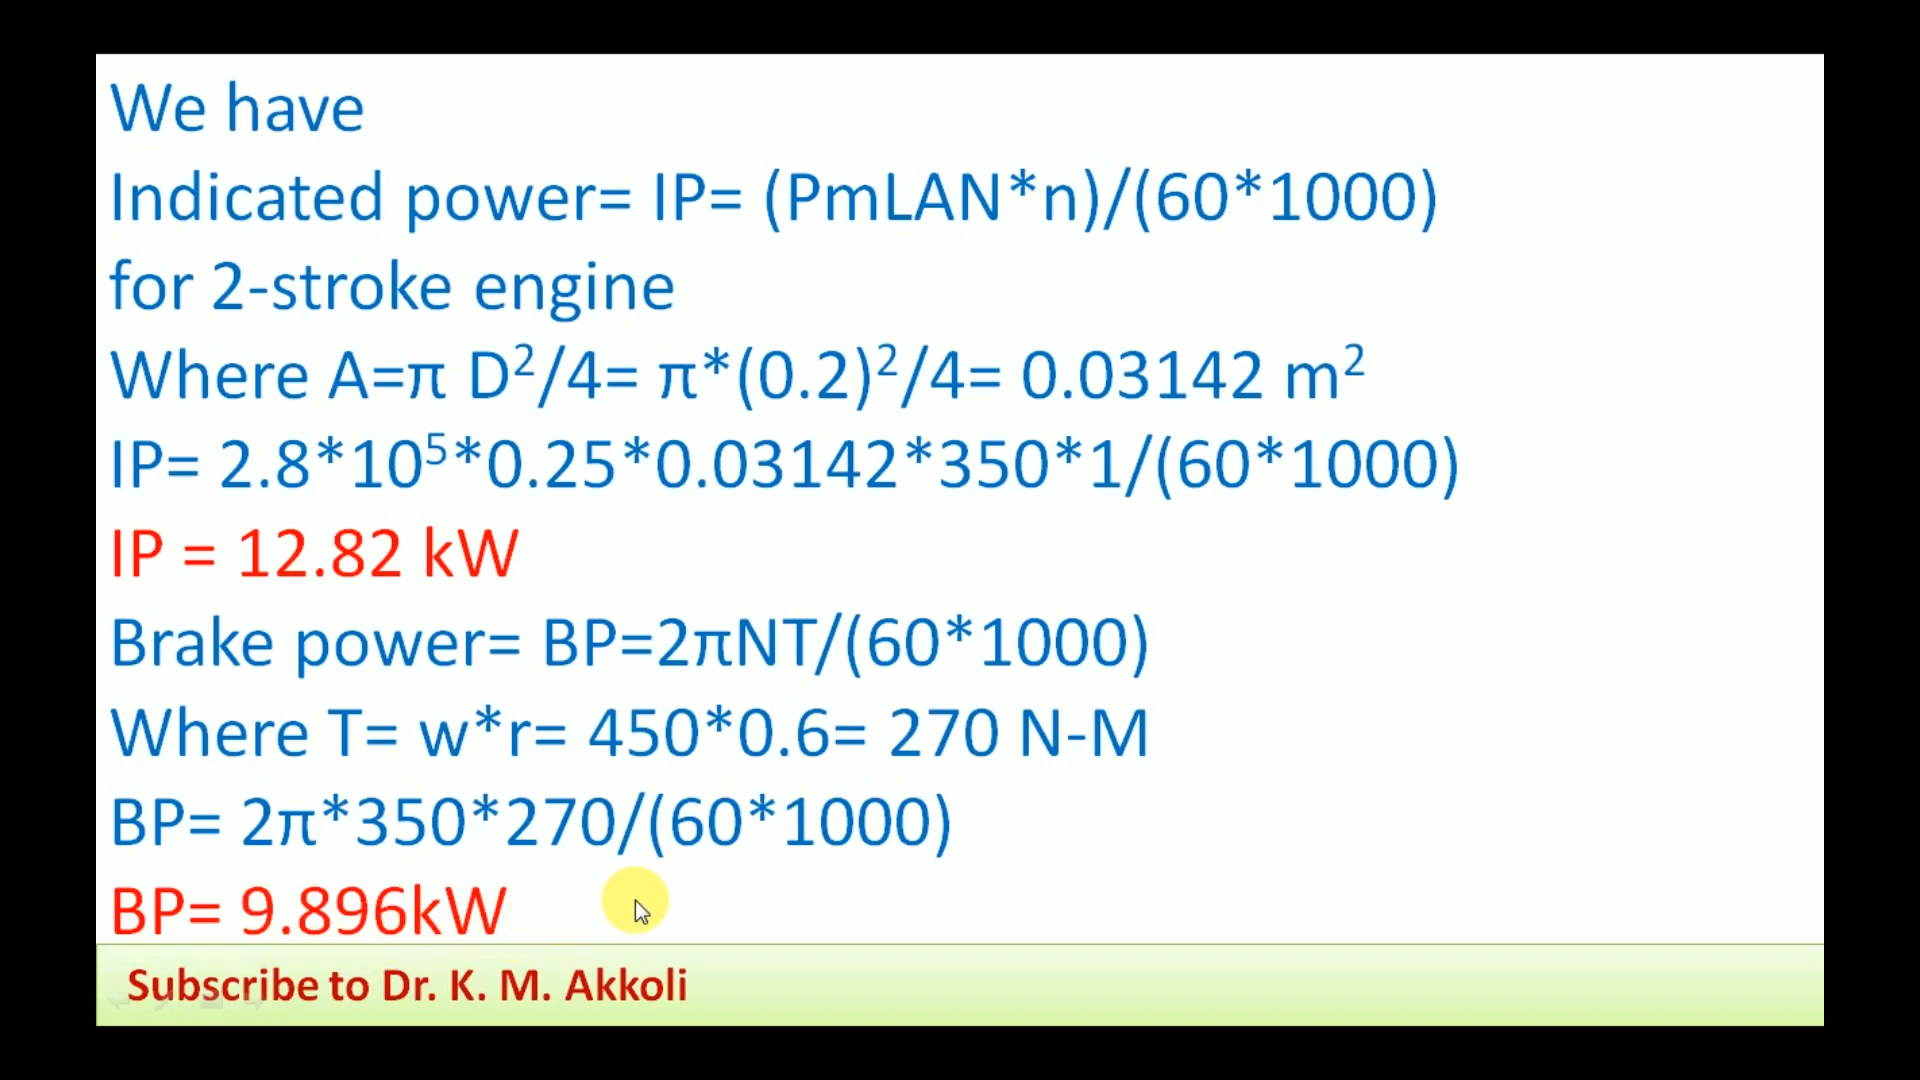 We have
Indicated power= IP= (PmLAN*n)/(60*1000)
for 2-stroke engine
Where A=π D²/4= π*(0.2)²/4= 0.03142 m²
IP= 2.8*10⁵*0.25*0.03142*350*1/(60*1000)
IP = 12.82 kW
Brake power= BP=2πNT/(60*1000)
Where T= w*r= 450*0.6= 270 N-M
BP= 2π*350*270/(60*1000)
BP= 9.896kW
Subscribe to Dr. K. M. Akkoli